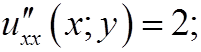 u''ₓₓ(x; y) = 2;